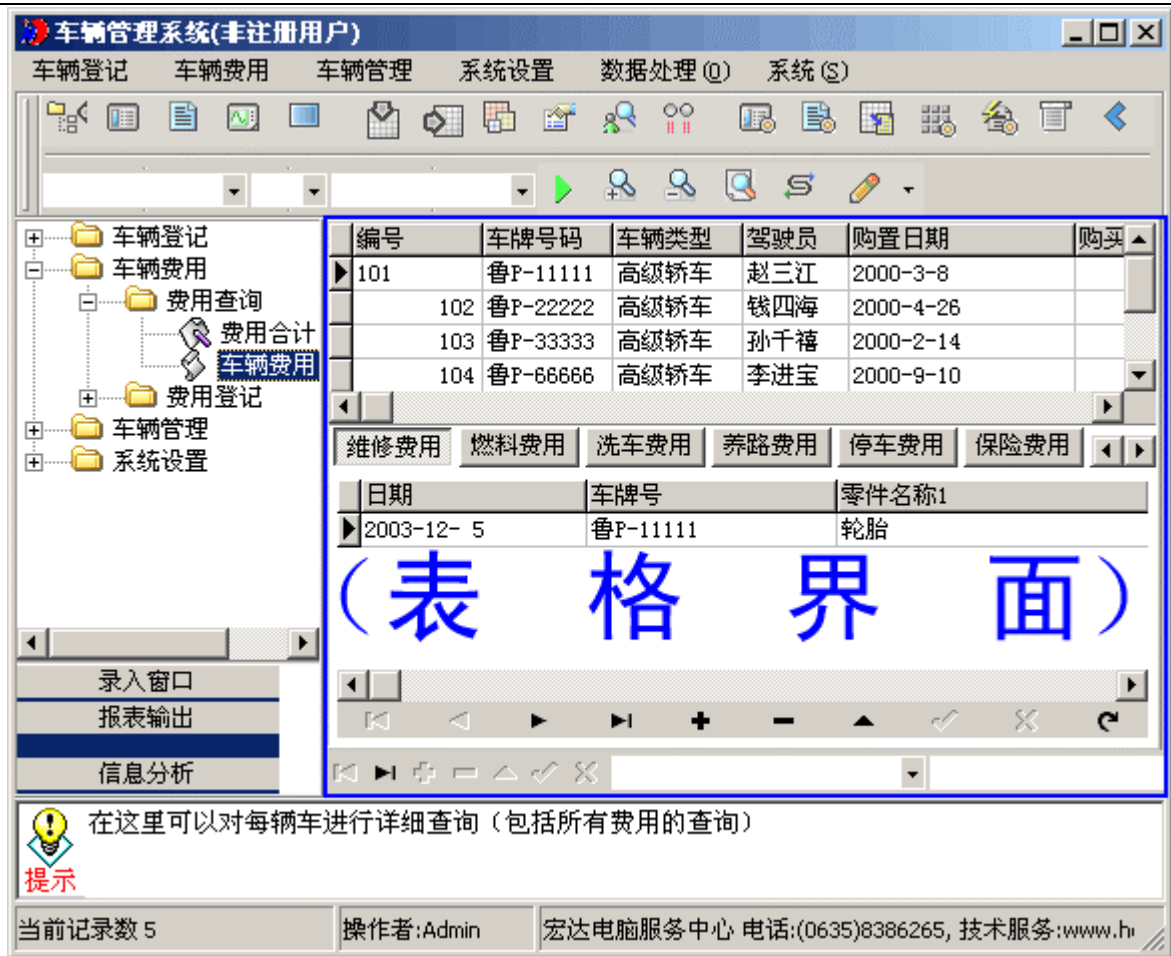 车辆管理系统(非注册用户)
车辆登记 车辆费用 车辆管理 系统设置 数据处理(Q) 系统(S)
车辆登记
车辆费用
费用查询
费用合计
车辆费用
费用登记
车辆管理
系统设置
录入窗口
报表输出
信息分析
编号 车牌号码 车辆类型 驾驶员 购置日期 购买
101 鲁P-11111 高级轿车 赵三江 2000-3-8
102 鲁P-22222 高级轿车 钱四海 2000-4-26
103 鲁P-33333 高级轿车 孙千禧 2000-2-14
104 鲁P-66666 高级轿车 李进宝 2000-9-10
维修费用 燃料费用 洗车费用 养路费用 停车费用 保险费用
日期 车牌号 零件名称1
2003-12- 5 鲁P-11111 轮胎
（表格界面）
在这里可以对每辆车进行详细查询（包括所有费用的查询）
提示
当前记录数 5 操作者:Admin 宏达电脑服务中心 电话:(0635)8386265, 技术服务:www.h